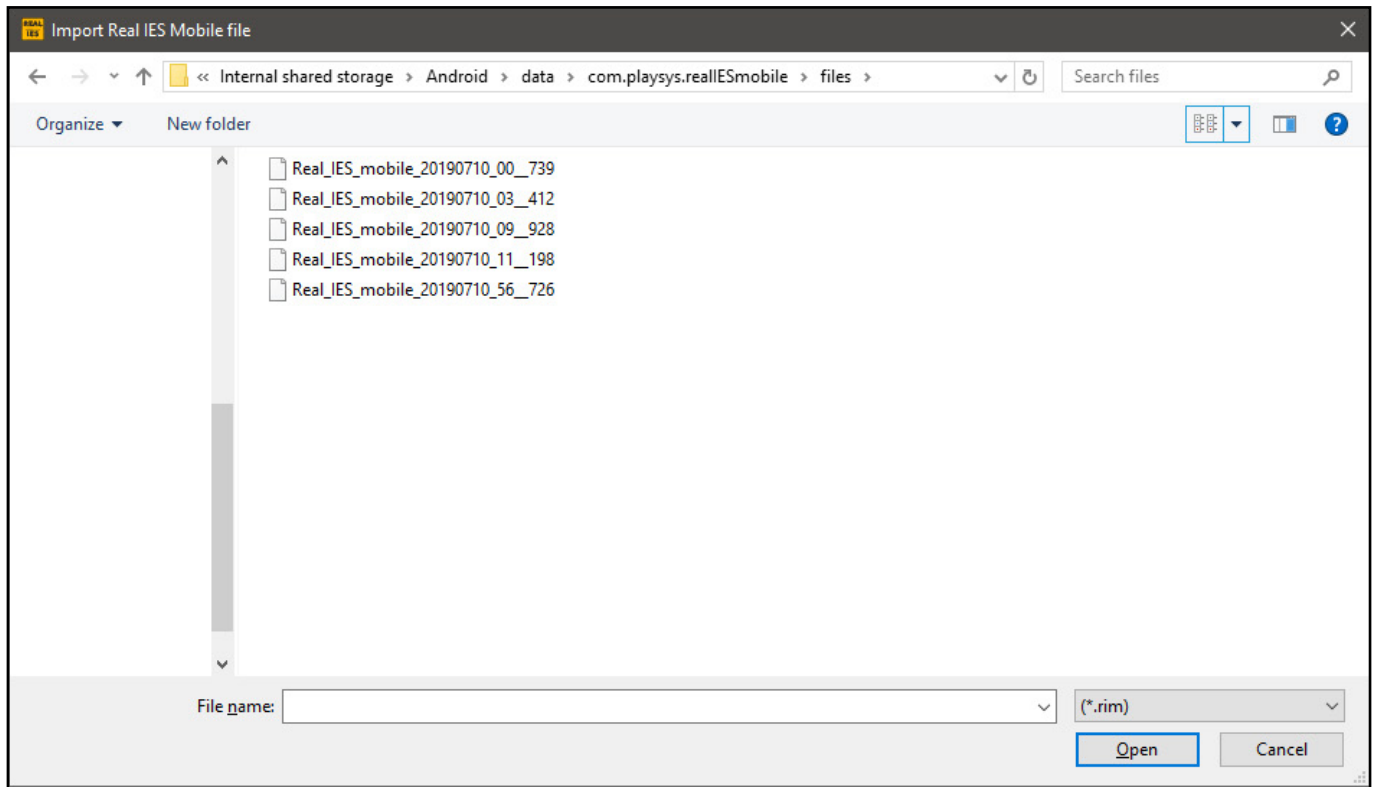 REAL IES Import Real IES Mobile file
« Internal shared storage > Android > data > com.playsys.realIESmobile > files > Search files
Organize New folder ?
Real_IES_mobile_20190710_00__739
Real_IES_mobile_20190710_03__412
Real_IES_mobile_20190710_09__928
Real_IES_mobile_20190710_11__198
Real_IES_mobile_20190710_56__726
File name: (*.rim)
Open Cancel